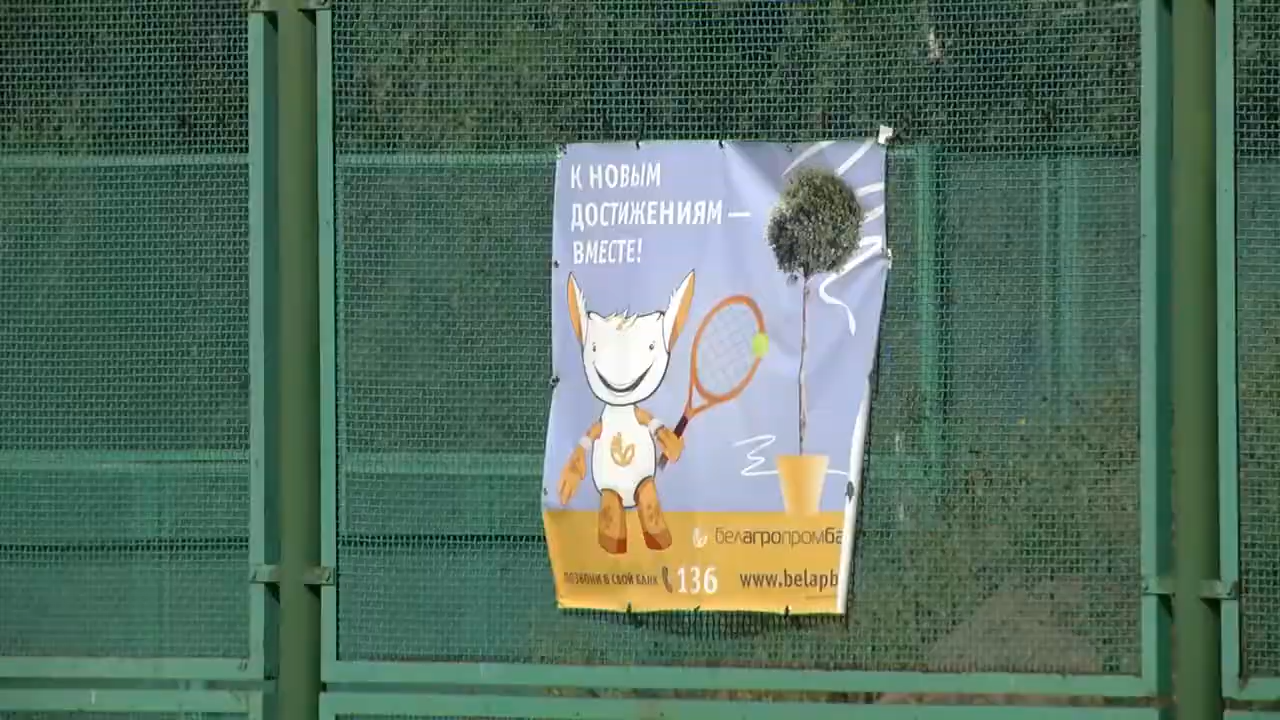 К НОВЫМ
ДОСТИЖЕНИЯМ —
ВМЕСТЕ!
белагропромба
ПОЗВОНИ В СВОЙ БАНК 136 www.belapb